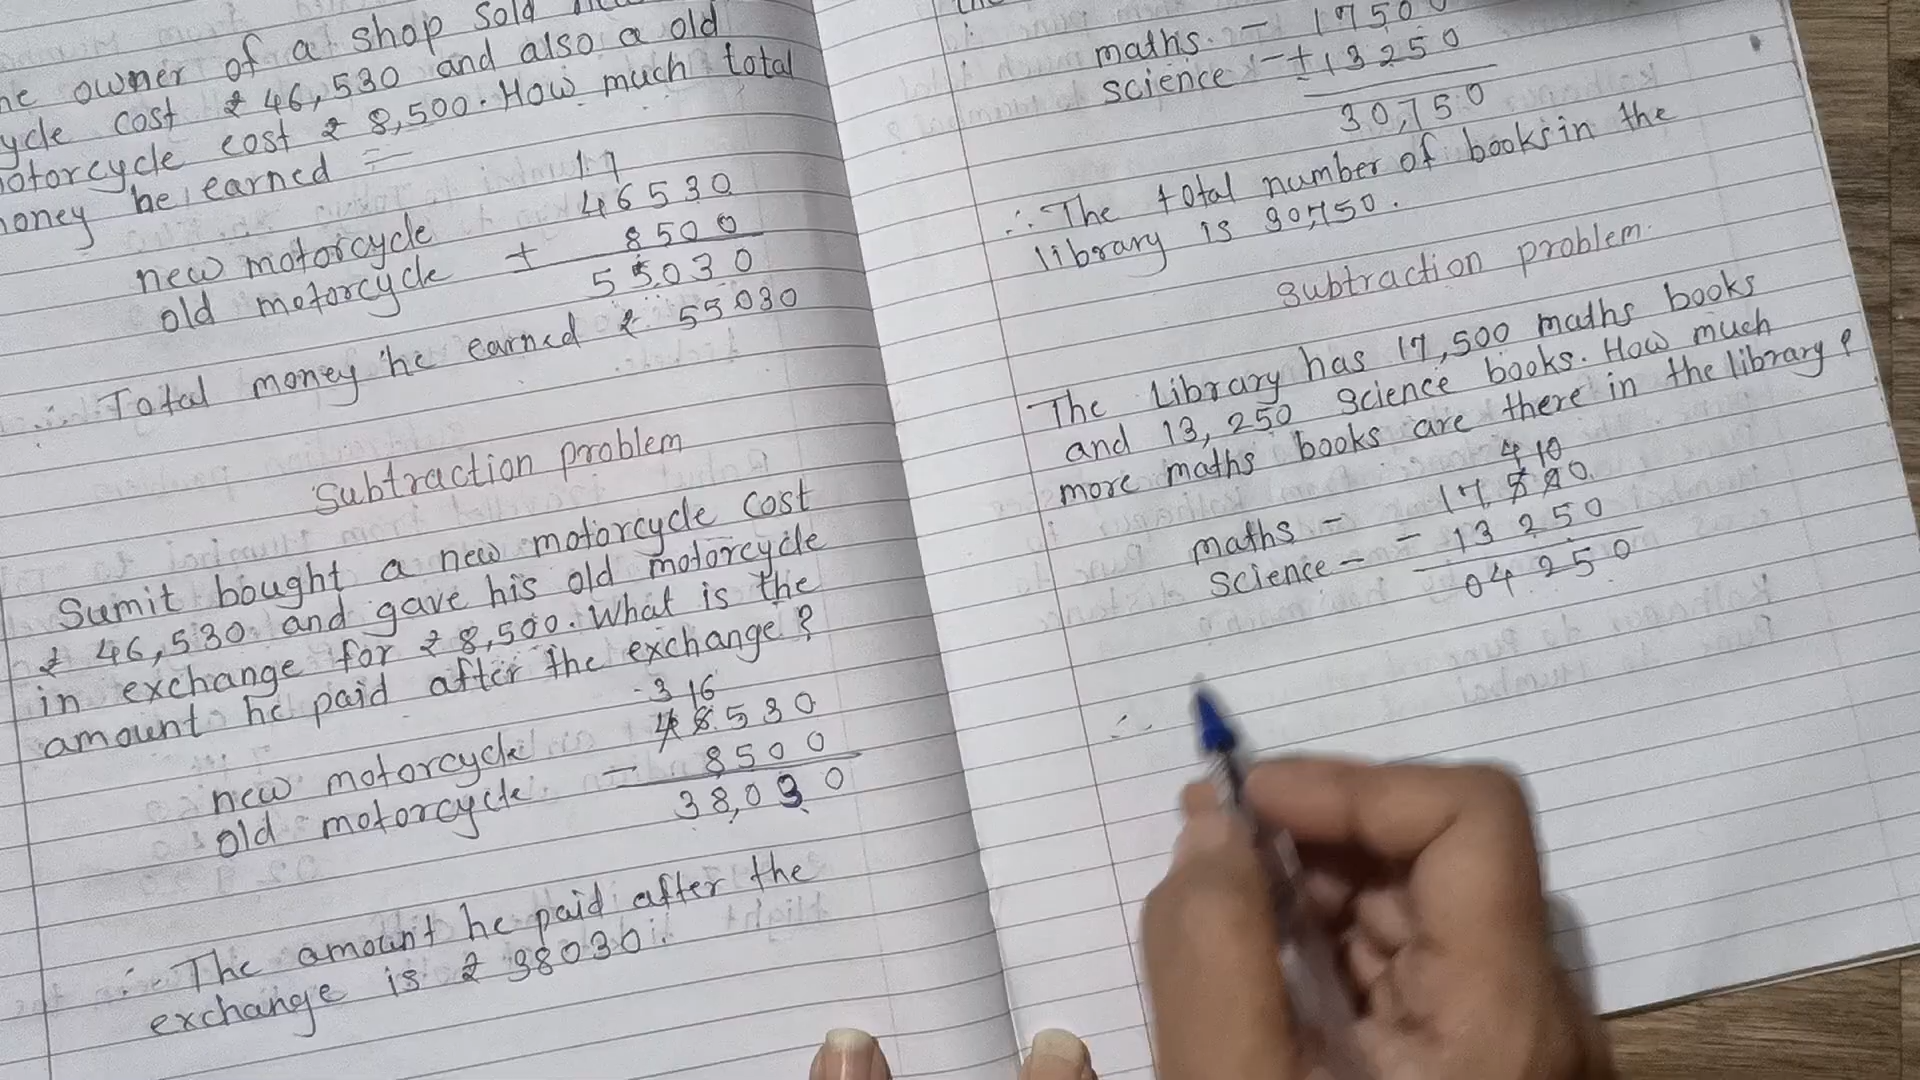 owner of a shop sold
cost ₹ 46,530 and also a old
motorcycle cost ₹ 8,500. How much total
money he earned =
1 1
new motorcycle 46530
old motorcycle + 8500
55030
∴ Total money he earned ₹ 55030
Subtraction problem
Sumit bought a new motorcycle cost
₹ 46,530 and gave his old motorcycle
in exchange for ₹ 8,500. What is the
amount he paid after the exchange?
3 16
new motorcycle 46530
old motorcycle - 8500
38,030
∴ The amount he paid after the
exchange is ₹ 38030.
maths - 17500
science - + 13250
30,750
∴ The total number of books in the
library is 30,750.
Subtraction problem.
The Library has 17,500 maths books
and 13,250 Science books. How much
more maths books are there in the library?
4 10
maths - 17500
Science - - 13250
04250
∴